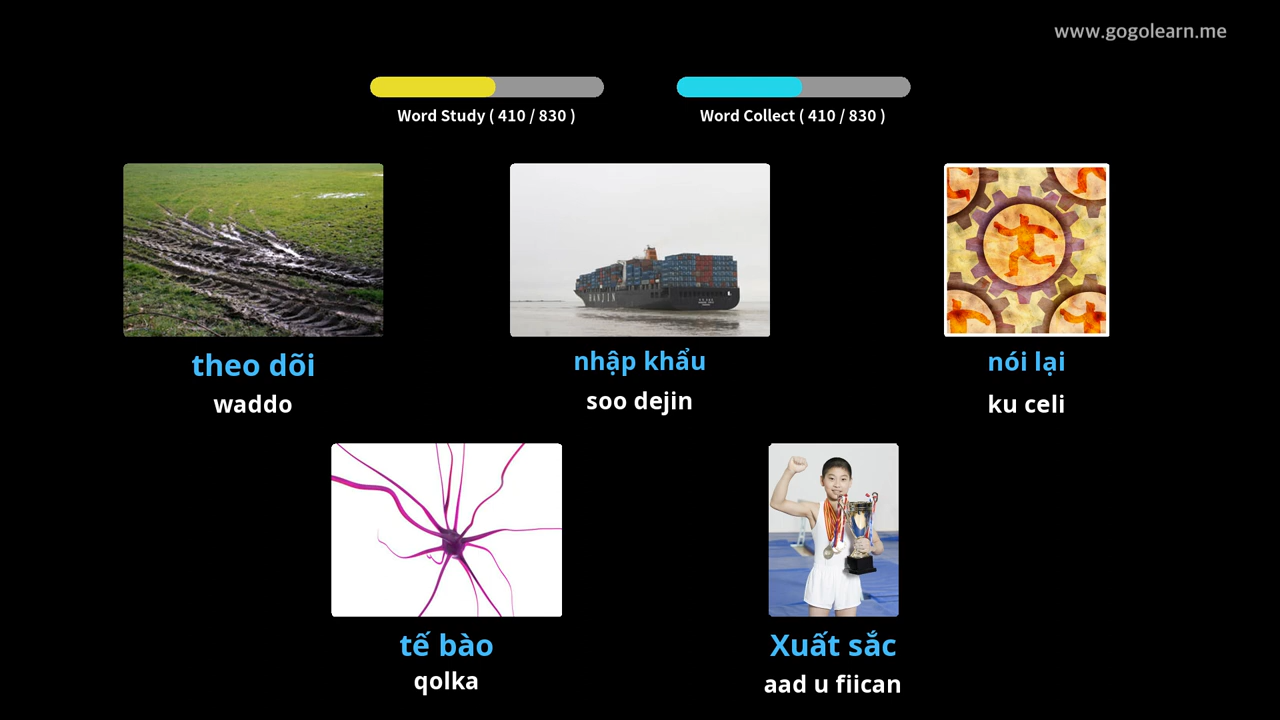 www.gogolearn.me
Word Study ( 410 / 830 )
Word Collect ( 410 / 830 )
HANJIN
theo dõi
nhập khẩu
nói lại
waddo
soo dejin
ku celi
tế bào
Xuất sắc
qolka
aad u fiican